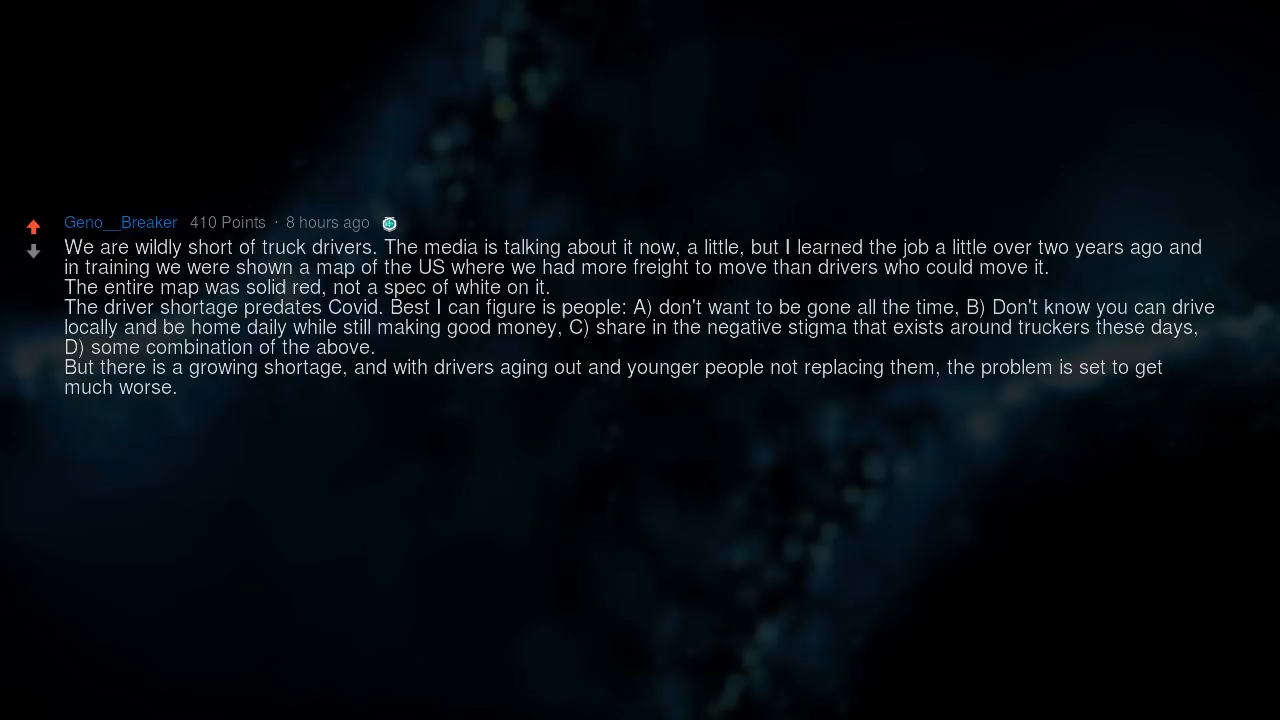 Geno__Breaker 410 Points · 8 hours ago
We are wildly short of truck drivers. The media is talking about it now, a little, but I learned the job a little over two years ago and
in training we were shown a map of the US where we had more freight to move than drivers who could move it.
The entire map was solid red, not a spec of white on it.
The driver shortage predates Covid. Best I can figure is people: A) don't want to be gone all the time, B) Don't know you can drive
locally and be home daily while still making good money, C) share in the negative stigma that exists around truckers these days,
D) some combination of the above.
But there is a growing shortage, and with drivers aging out and younger people not replacing them, the problem is set to get
much worse.